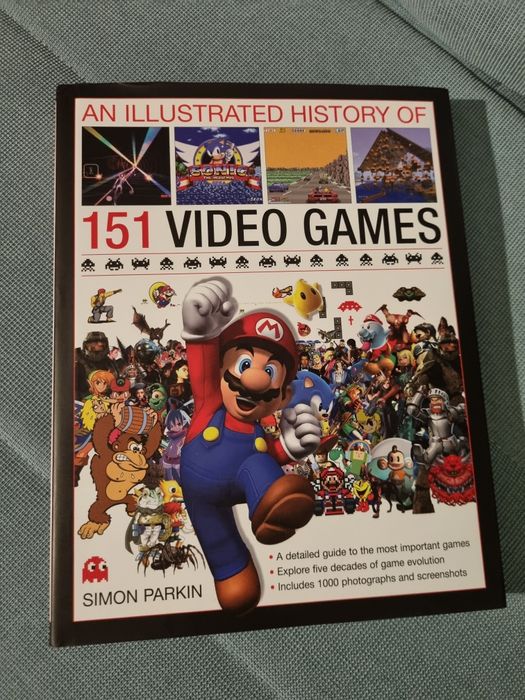 AN ILLUSTRATED HISTORY OF
SONIC
151 VIDEO GAMES
M
• A detailed guide to the most important games
• Explore five decades of game evolution
• Includes 1000 photographs and screenshots
SIMON PARKIN